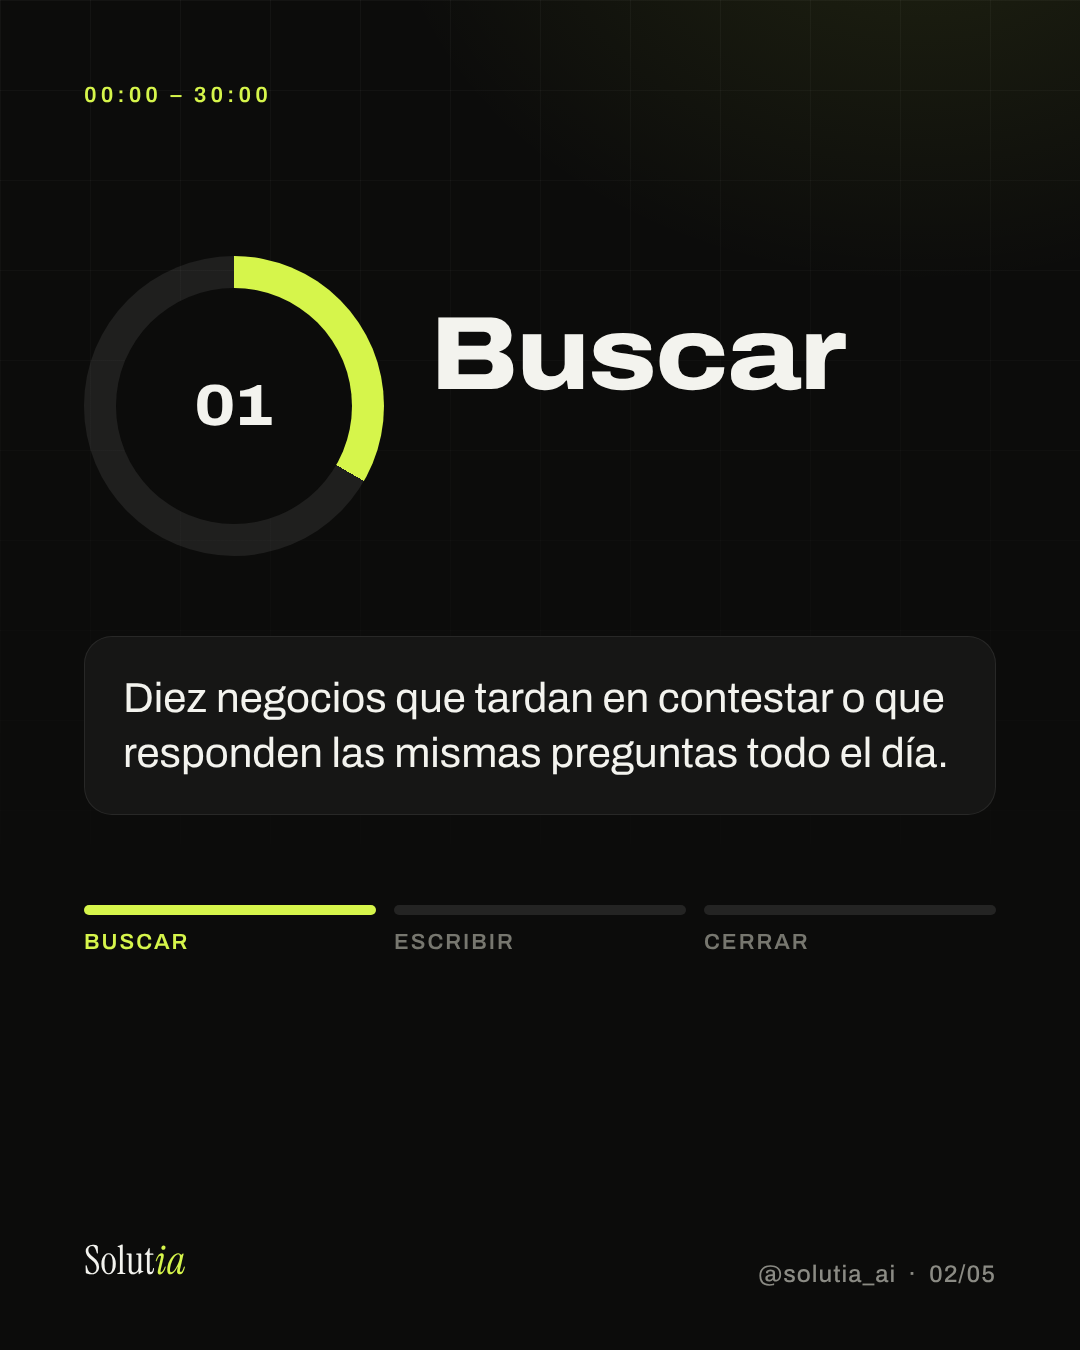 00:00 – 30:00
01
Buscar
Diez negocios que tardan en contestar o que
responden las mismas preguntas todo el día.
BUSCAR
ESCRIBIR
CERRAR
Solutia
@solutia_ai · 02/05